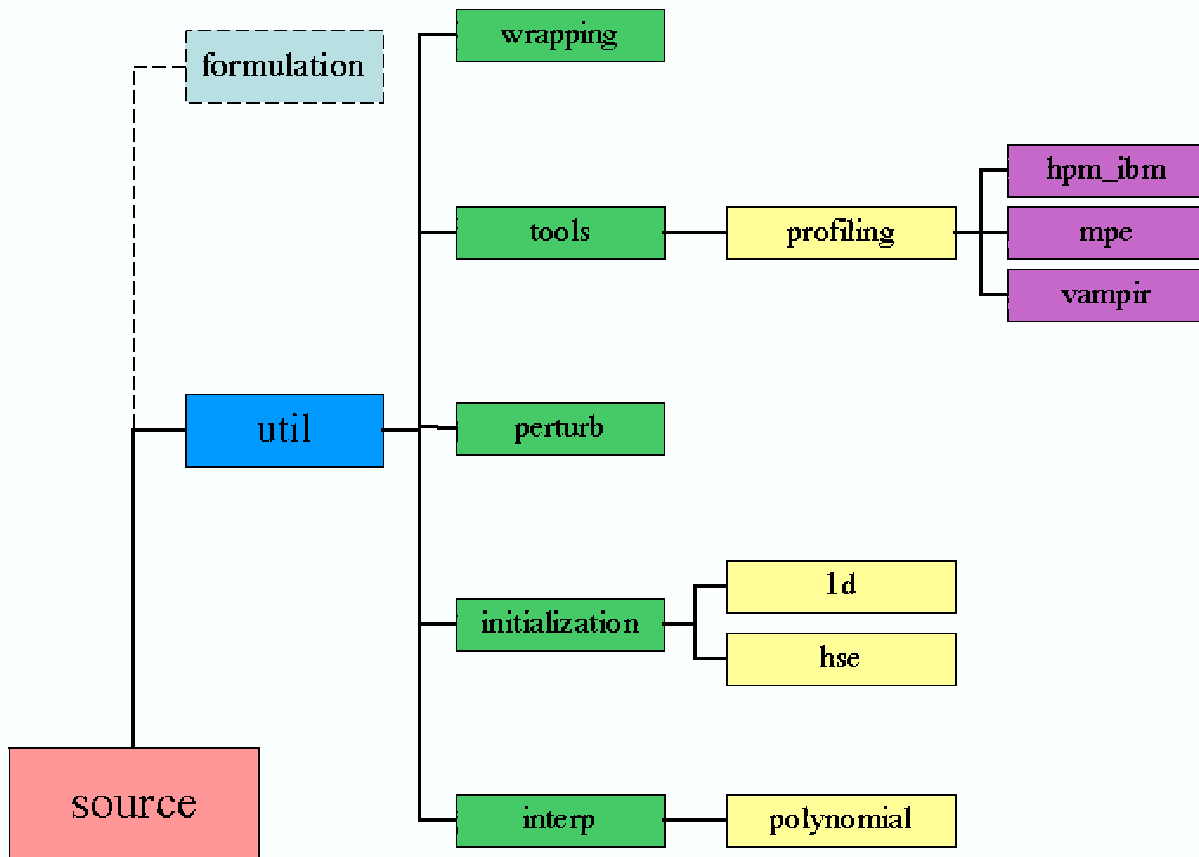 wrapping
formulation
hpm_ibm
tools
profiling
mpe
vampir
util
perturb
1d
initialization
hse
source
interp
polynomial